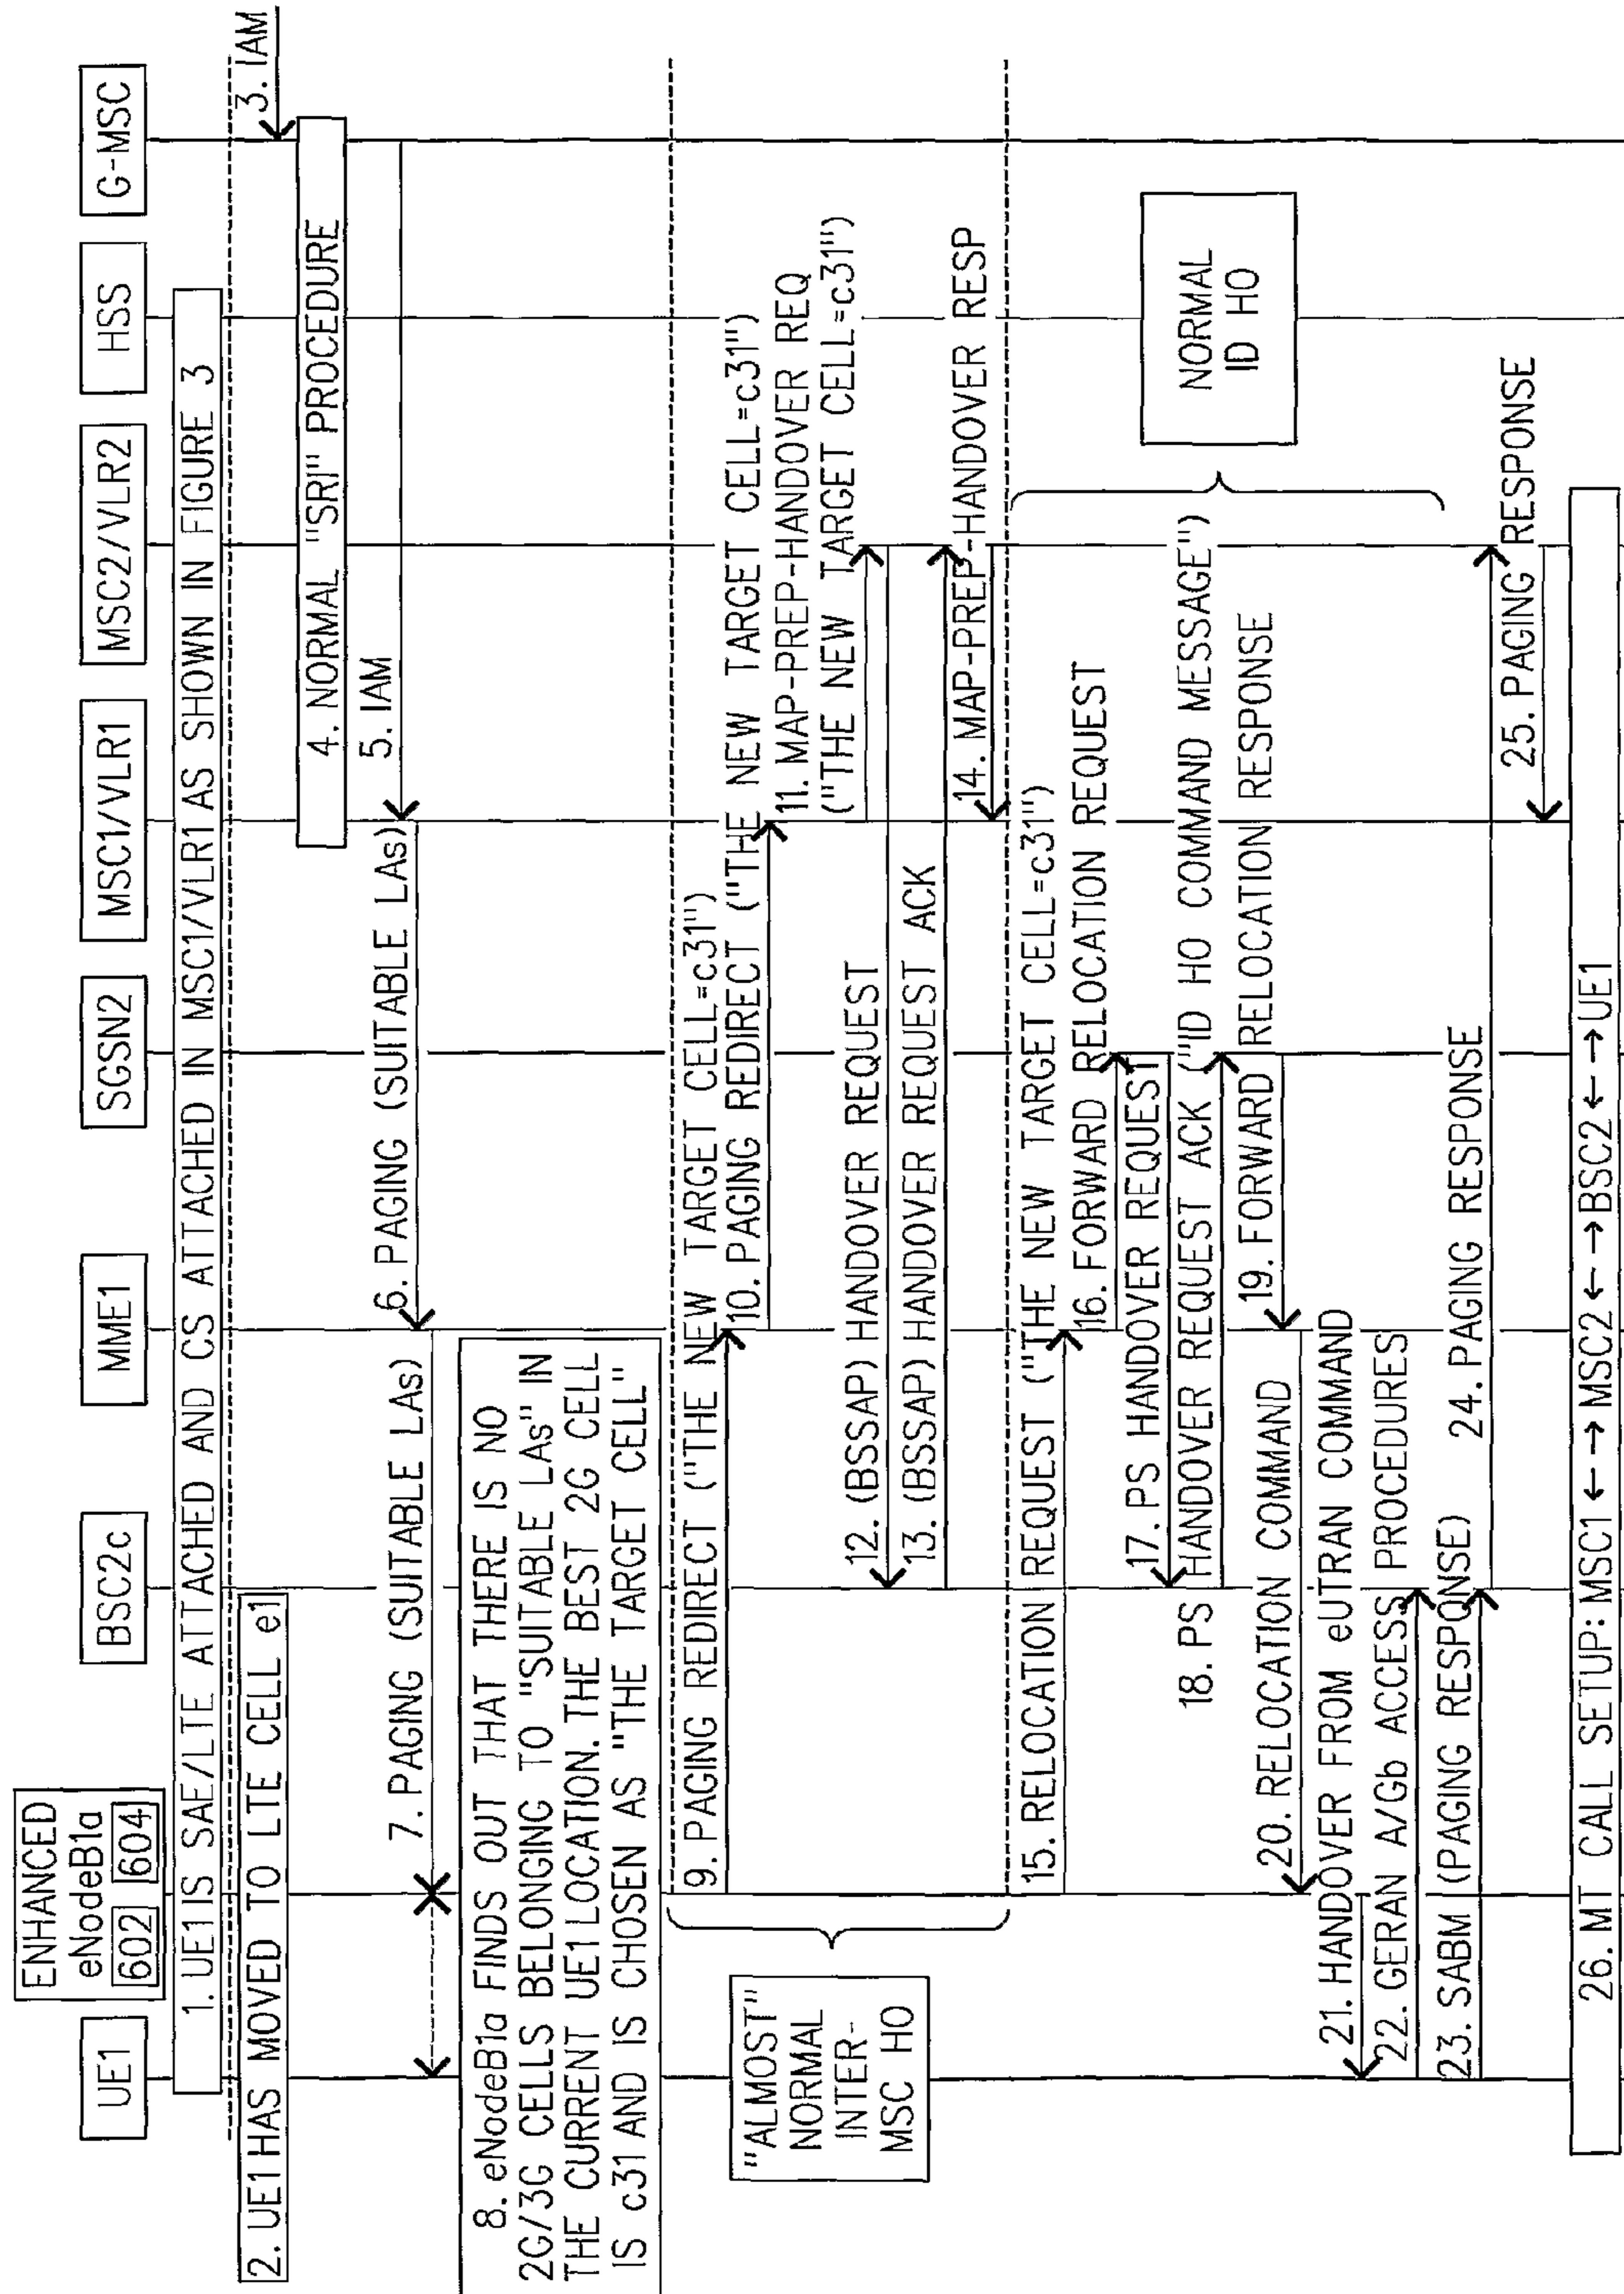 UE1
ENHANCED
eNodeB1a
602 604
BSC2c
MME1
SGSN2
MSC1/VLR1
MSC2/VLR2
HSS
G-MSC
1. UE1 IS SAE/LTE ATTACHED AND CS ATTACHED IN MSC1/VLR1 AS SHOWN IN FIGURE 3
2. UE1 HAS MOVED TO LTE CELL e1
3. IAM
4. NORMAL "SRI" PROCEDURE
5. IAM
6. PAGING (SUITABLE LAs)
7. PAGING (SUITABLE LAs)
8. eNodeB1a FINDS OUT THAT THERE IS NO
2G/3G CELLS BELONGING TO "SUITABLE LAs" IN
THE CURRENT UE1 LOCATION. THE BEST 2G CELL
IS c31 AND IS CHOSEN AS "THE TARGET CELL"
"ALMOST"
NORMAL
INTER-
MSC HO
9. PAGING REDIRECT ("THE NEW TARGET CELL=c31")
10. PAGING REDIRECT ("THE NEW TARGET CELL=c31")
11. MAP-PREP-HANDOVER REQ
("THE NEW TARGET CELL=c31")
12. (BSSAP) HANDOVER REQUEST
13. (BSSAP) HANDOVER REQUEST ACK
14. MAP-PREP-HANDOVER RESP
15. RELOCATION REQUEST ("THE NEW TARGET CELL=c31")
16. FORWARD RELOCATION REQUEST
17. PS HANDOVER REQUEST
18. PS HANDOVER REQUEST ACK ("ID HO COMMAND MESSAGE")
19. FORWARD RELOCATION RESPONSE
NORMAL
ID HO
20. RELOCATION COMMAND
21. HANDOVER FROM eUTRAN COMMAND
22. GERAN A/Gb ACCESS PROCEDURES
23. SABM (PAGING RESPONSE)
24. PAGING RESPONSE
25. PAGING RESPONSE
26. MT CALL SETUP: MSC1 ←→ MSC2 ←→ BSC2 ←→ UE1